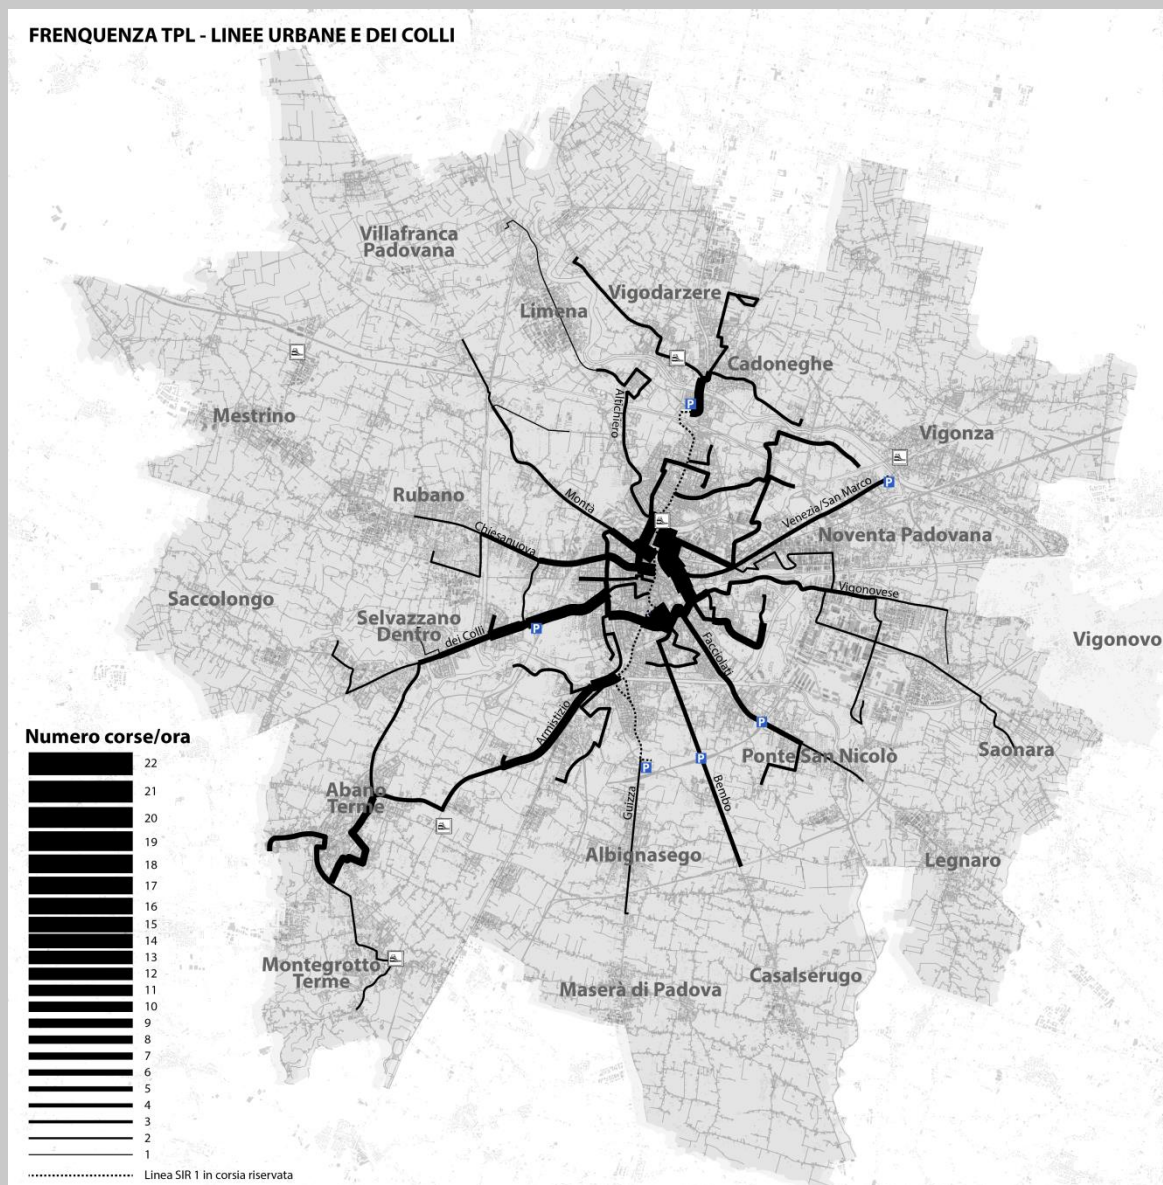 FRENQUENZA TPL - LINEE URBANE E DEI COLLI
Villafranca
Padovana
Limena
Vigodarzere
Cadoneghe
Mestrino
Altichiero
Vigonza
Rubano
Montà
Venezia/San Marco
Chiesanuova
Noventa Padovana
Saccolongo
Selvazzano
Dentro
dei Colli
Vigonovese
Vigonovo
Facciolati
Armistizio
Ponte San Nicolò
Saonara
Abano
Terme
Guizza
Bembo
Albignasego
Legnaro
Montegrotto
Terme
Maserà di Padova
Casalserugo
P
P
P
P
P
P
Numero corse/ora
22
21
20
19
18
17
16
15
14
13
12
11
10
9
8
7
6
5
4
3
2
1
Linea SIR 1 in corsia riservata